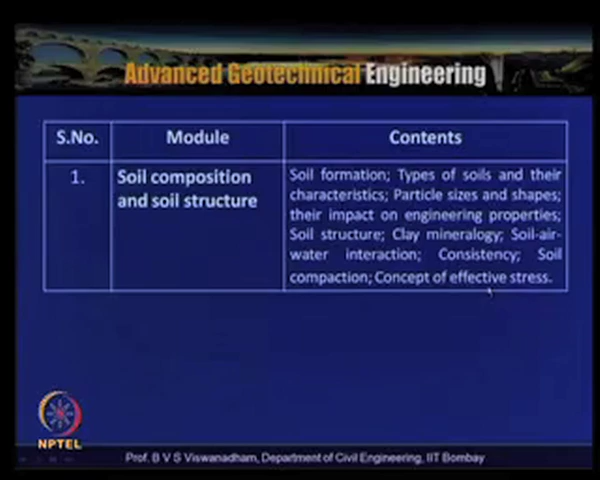 Advanced Geotechnical Engineering
S.No.
Module
Contents
1.
Soil composition
and soil structure
Soil formation; Types of soils and their
characteristics; Particle sizes and shapes;
their impact on engineering properties;
Soil structure; Clay mineralogy; Soil-air-
water interaction; Consistency; Soil
compaction; Concept of effective stress.
NPTEL
Prof. B V S Viswanadham, Department of Civil Engineering, IIT Bombay